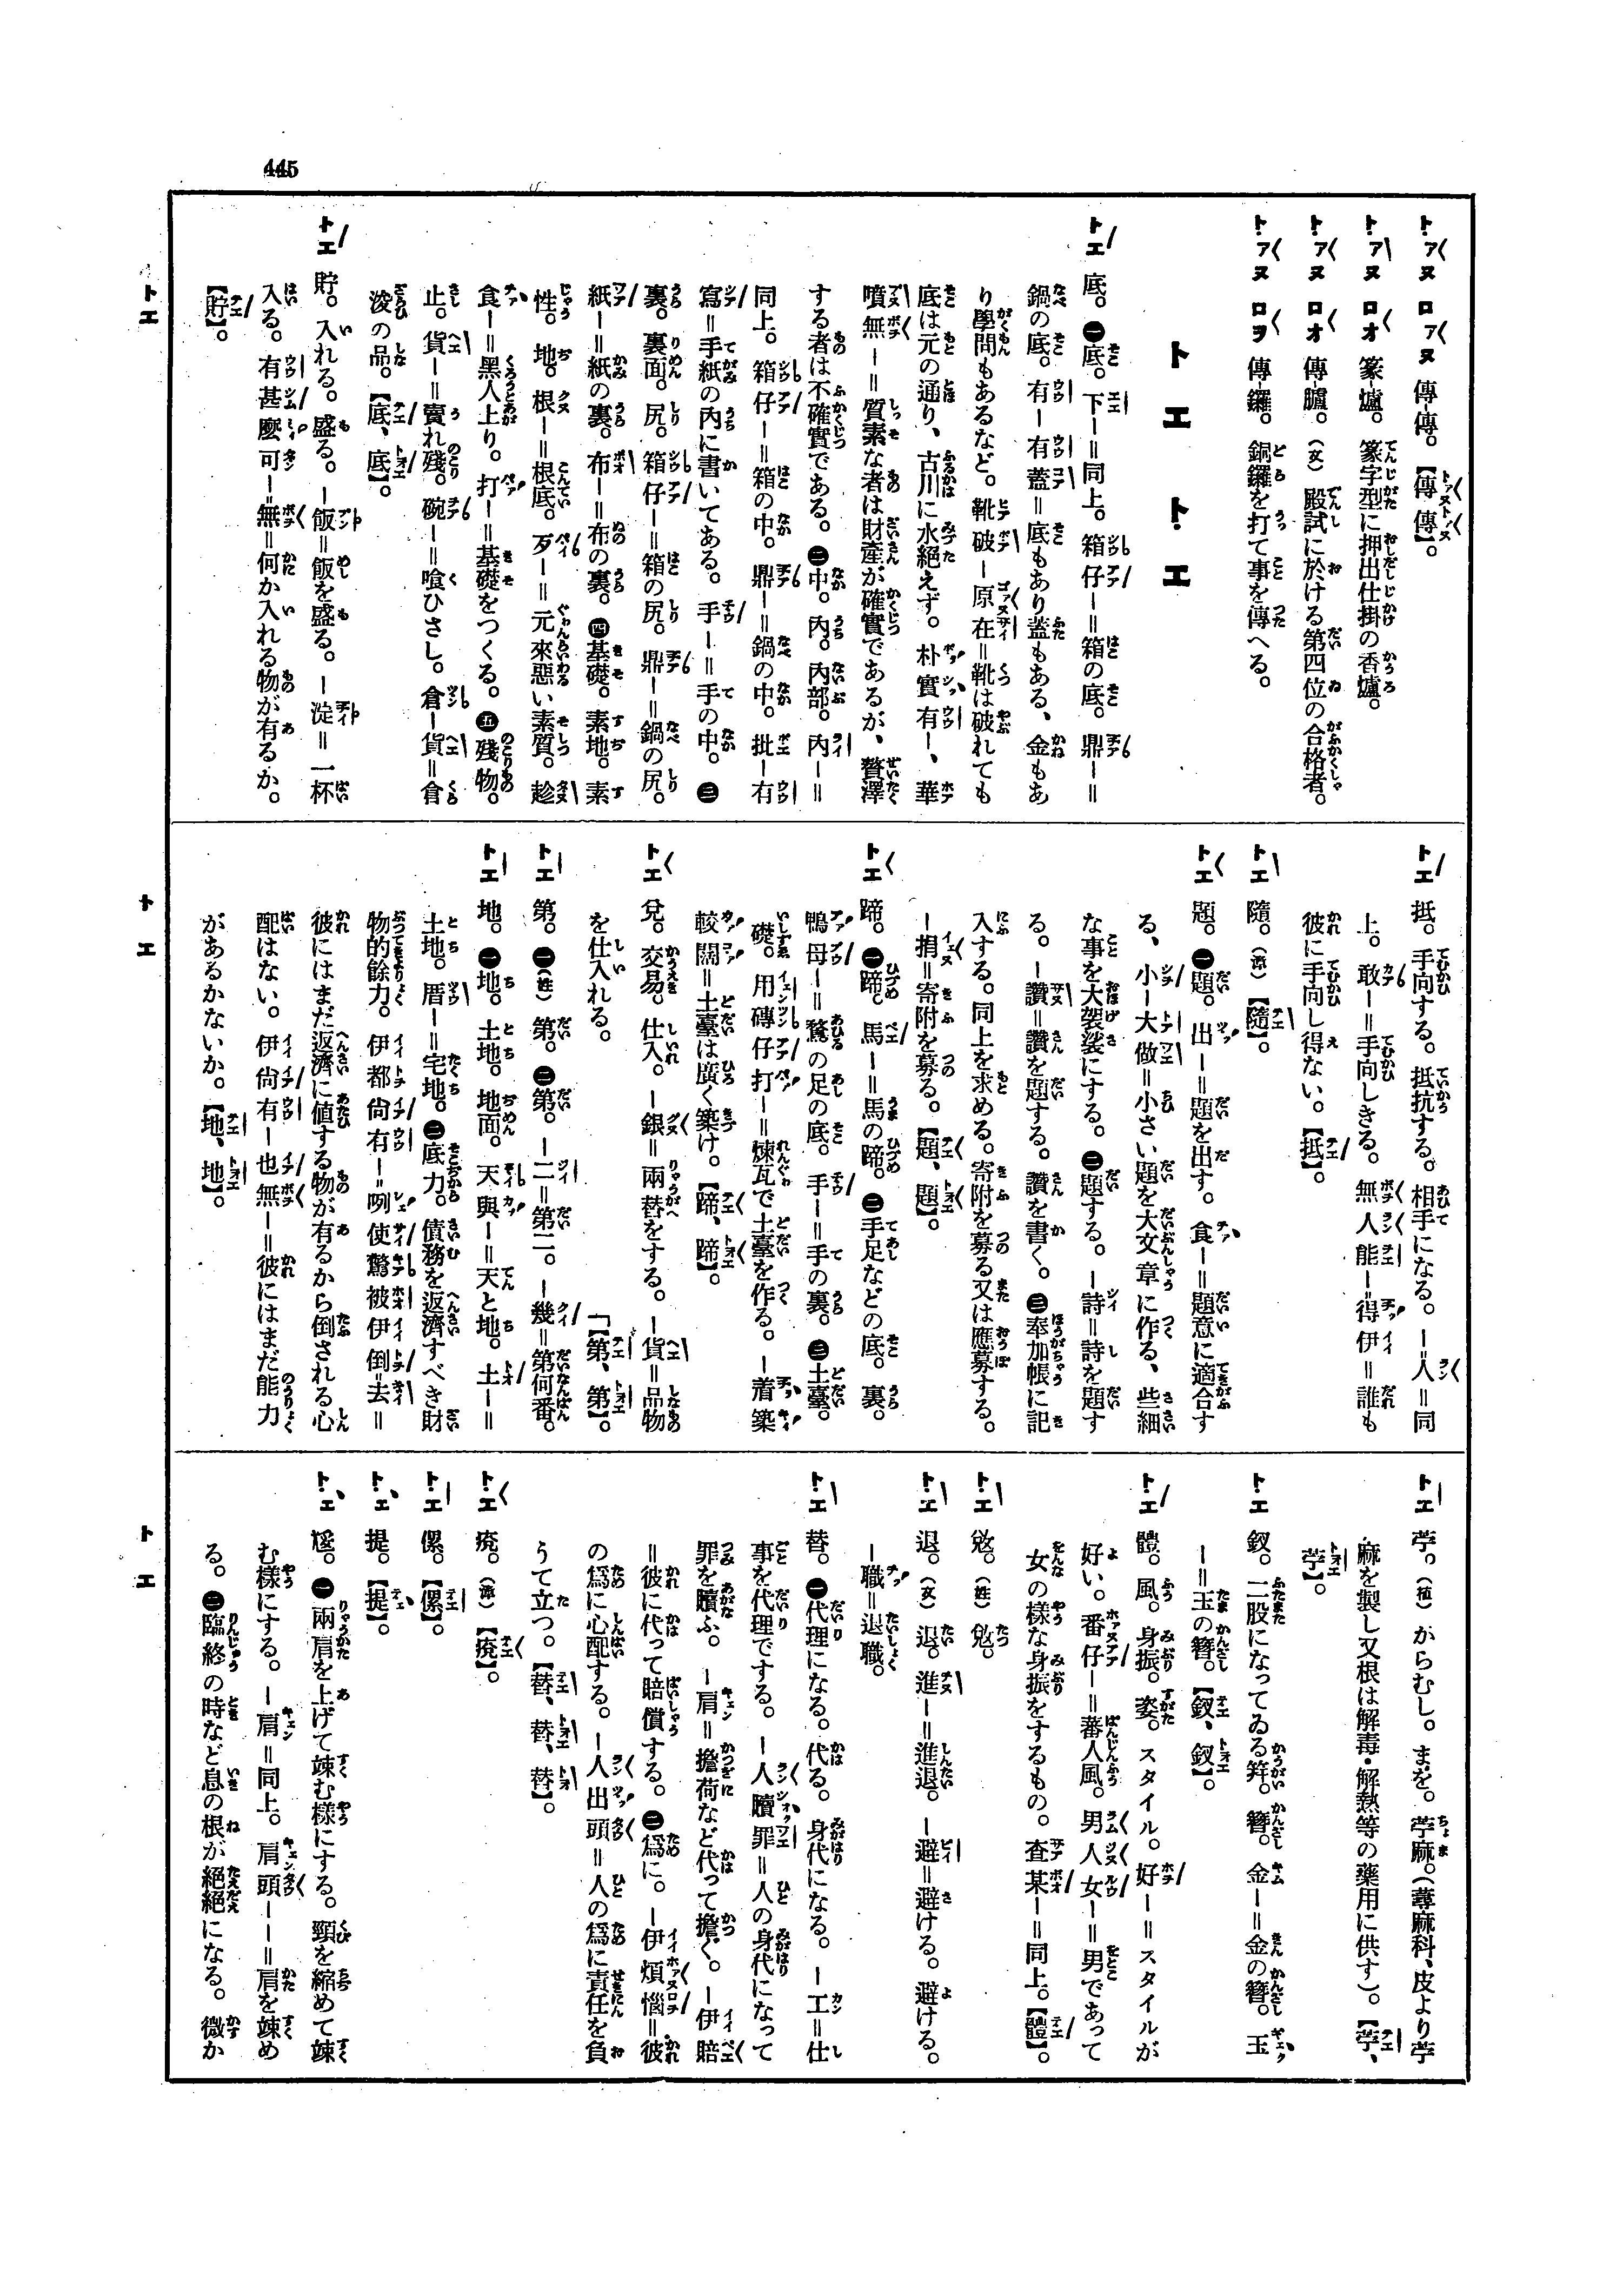 445
トァヌ ロァヌ 傳-傳。【傳傳】。
トァヌ ロオ 篆-爐。篆字型に押出仕掛の香爐。
トァヌ ロオ 傳-臚。(文)殿試に於ける第四位の合格者。
トァヌ ロヲ 傳-鑼。銅鑼を打て事を傳へる。
トエ トエ
トエ 底。㊀底。下ー=同上。箱仔ー=箱の底。鼎ー=
鍋の底。有ー有蓋=底もあり蓋もある、金もあ
り學問もあるなど。靴破ー原在=靴は破れても
底は元の通り、古川に水絕えず。朴實有ー、華
噴無ー=質素な者は財產が確實であるが、贅澤
する者は不確實である。㊁中。內。內部。內ー=
同上。箱仔ー=箱の中。鼎ー=鍋の中。批ー有
寫=手紙の內に書いてある。手ー=手の中。㊂
裏。裏面。尻。箱仔ー=箱の尻。鼎ー=鍋の尻。
紙ー=紙の裏。布ー=布の裏。㊃基礎。素地。素
性。地。根ー=根底。歹ー=元來惡い素質。趁
食ー=黑人上り。打ー=基礎をつくる。㊄殘物。
止。貨ー=賣れ殘。碗ー=喰ひさし。倉ー貨=倉
浚の品。【底、底】。
トエ 貯。入れる。盛る。ー飯=飯を盛る。ー淀=一杯
入る。有甚麼可ー無=何か入れる物が有るか。
【貯】。
トエ 抵。手向する。抵抗する。相手になる。ー=人=同
上。敢ー=手向しきる。無人能ー=得伊=誰も
彼に手向し得ない。【抵】。
トエ 隨。(漳)【隨】。
トエ 題。㊀題。出ー=題を出す。食ー=題意に適合す
る、小ー大做=小さい題を大文章に作る、些細
な事を大袈裟にする。㊁題する。ー詩=詩を題す
る。ー讚=讚を題する。讚を書く。㊂奉加帳に記
入する。同上を求める。寄附を募る又は應募する。
ー捐=寄附を募る。【題、題】。
トエ 蹄。㊀蹄。馬ー=馬の蹄。㊁手足などの底。裏。
鴨母ー=鶩の足の底。手ー=手の裏。㊂土臺。
礎。用磚仔打ー=煉瓦で土臺を作る。ー着築
較闊=土臺は廣く築け。【蹄、蹄】。
トエ 兌。交易。仕入。ー銀=兩替をする。ー貨=品物
を仕入れる。
トエ 第。㊀(姓)第。㊁第。ー二=第二。ー幾=第何番。
「【第、第】。
トエ 地。㊀地。土地。地面。天與ー=天と地。土ー=
土地。厝ー=宅地。㊁底力。債務を返濟すべき財
物的餘力。伊都尙有ー=咧使驚被伊倒=去=
彼にはまだ返濟に値する物が有るから倒される心
配はない。伊尙有ー也無ー=彼にはまだ能力
があるかないか。【地、地】。
トエ 苧。(植)からむし。まを。苧麻。(蕁麻科、皮より苧
麻を製し又根は解毒・解熱等の藥用に供す)。【苧、
苧】。
トエ 釵。二股になってゐる笄。簪。金ー=金の簪。玉
ー=玉の簪。【釵、釵】。
トエ 體。風。身振。姿。スタイル。好ー=スタイルが
好い。番仔ー=蕃人風。男人女ー=男であって
女の樣な身振をするもの。查某ー=同上。【體】。
トエ 退。(文)退。進ー=進退。ー避=避ける。避ける。
ー職=退職。
トエ 替。㊀代理になる。代る。身代になる。ー工=仕
事を代理でする。ー人贖罪=人の身代になって
罪を贖ふ。ー肩=擔荷など代って擔ぐ。ー伊賠
=彼に代って賠償する。㊁爲に。ー伊煩惱=彼
の爲に心配する。ー人出頭=人の爲に責任を負
うて立つ。【替、替、替】。
トエ 㾱。(漳)【㾱】。
トエ 傫。【傫】。
トエ 提。【提】。
㊀兩肩を上げて竦む樣にする。頸を縮めて竦
む樣にする。ー肩=同上。肩頭ーー=肩を竦め
る。㊁臨終の時など息の根が絕絕になる。微か
トエ
トエ
トエ